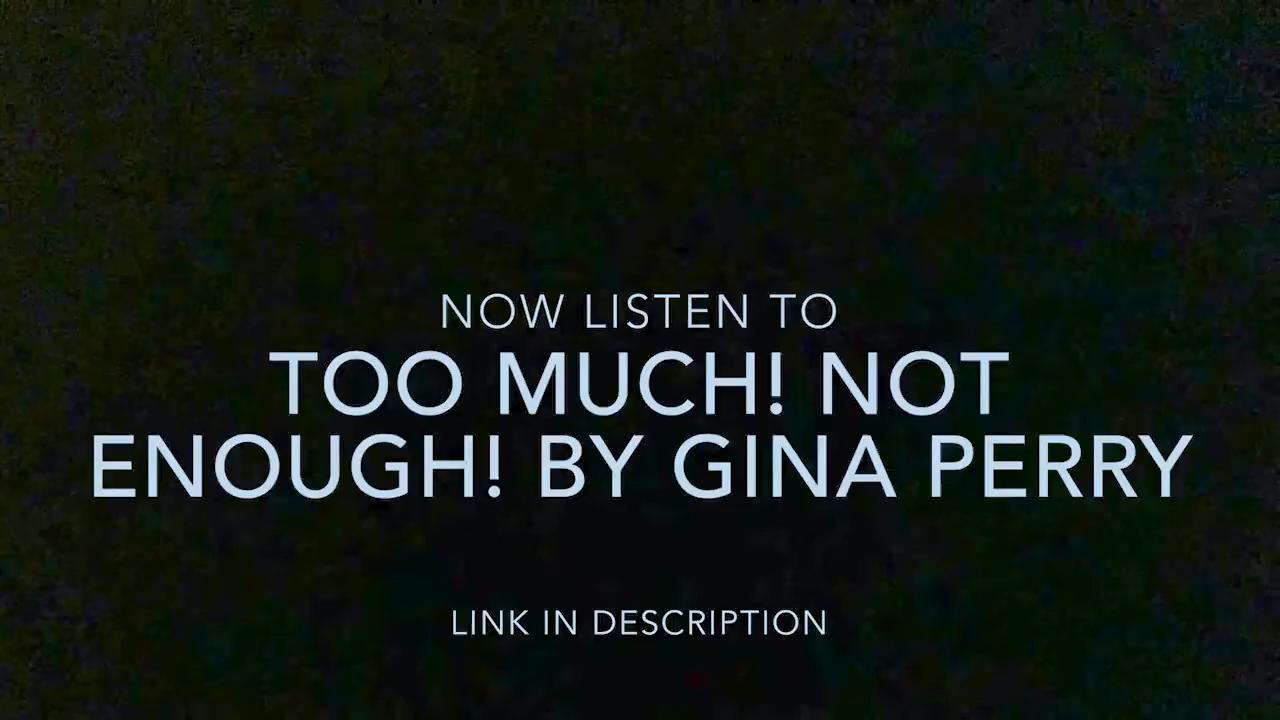 NOW LISTEN TO
TOO MUCH! NOT
ENOUGH! BY GINA PERRY
LINK IN DESCRIPTION